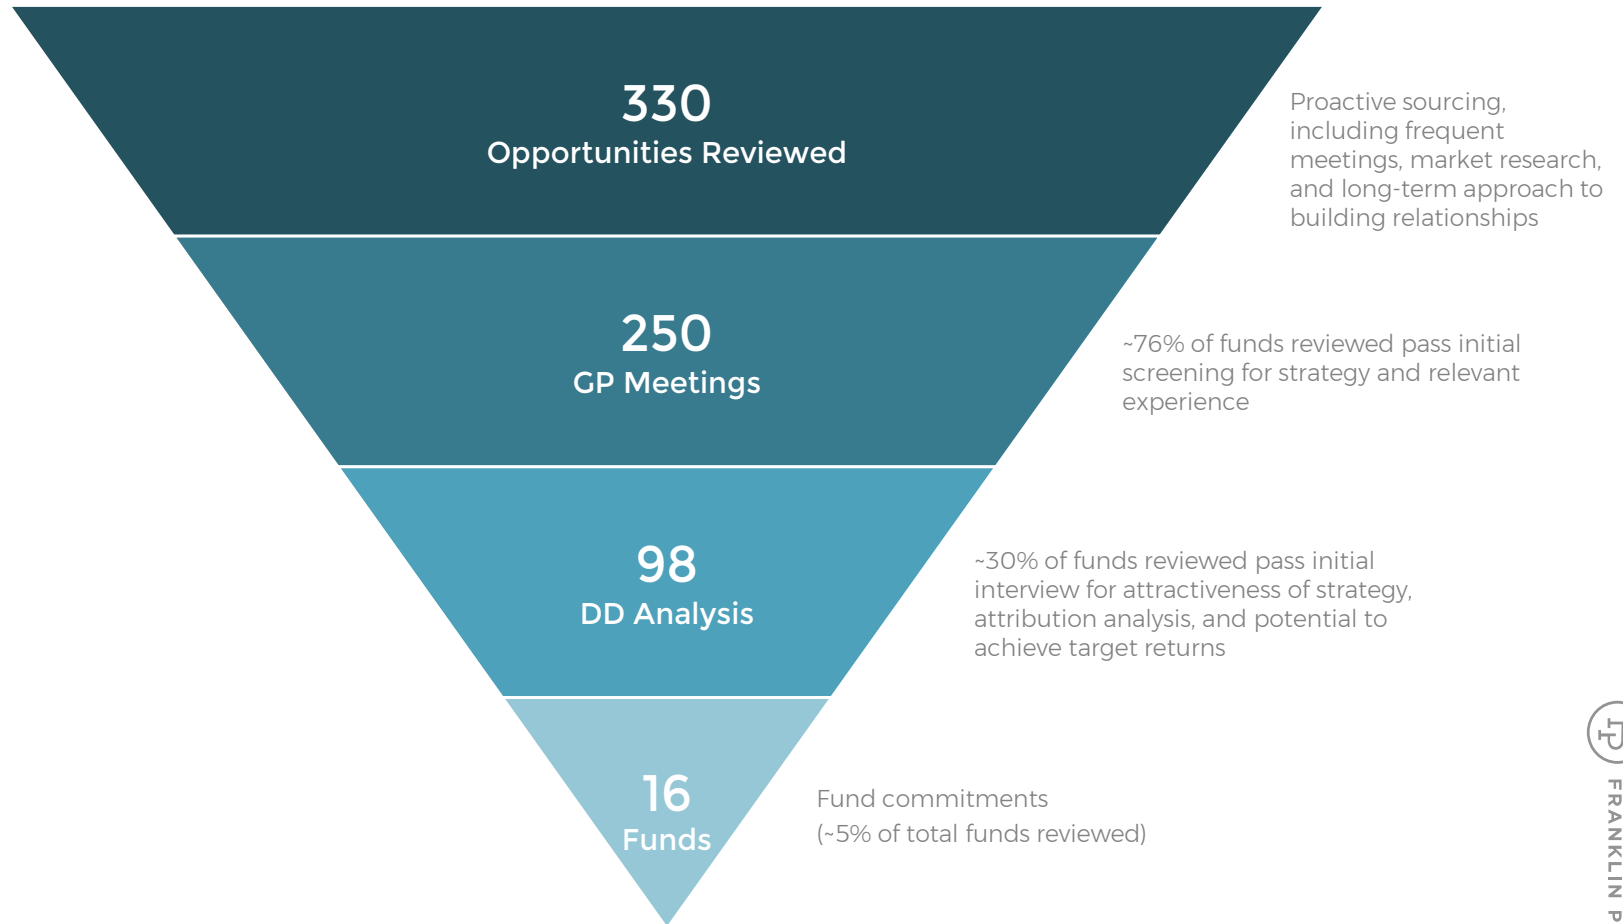 330
Opportunities Reviewed
Proactive sourcing,
including frequent
meetings, market research,
and long-term approach to
building relationships
250
GP Meetings
~76% of funds reviewed pass initial
screening for strategy and relevant
experience
98
DD Analysis
~30% of funds reviewed pass initial
interview for attractiveness of strategy,
attribution analysis, and potential to
achieve target returns
16
Funds
Fund commitments
(~5% of total funds reviewed)
FRANKLIN P